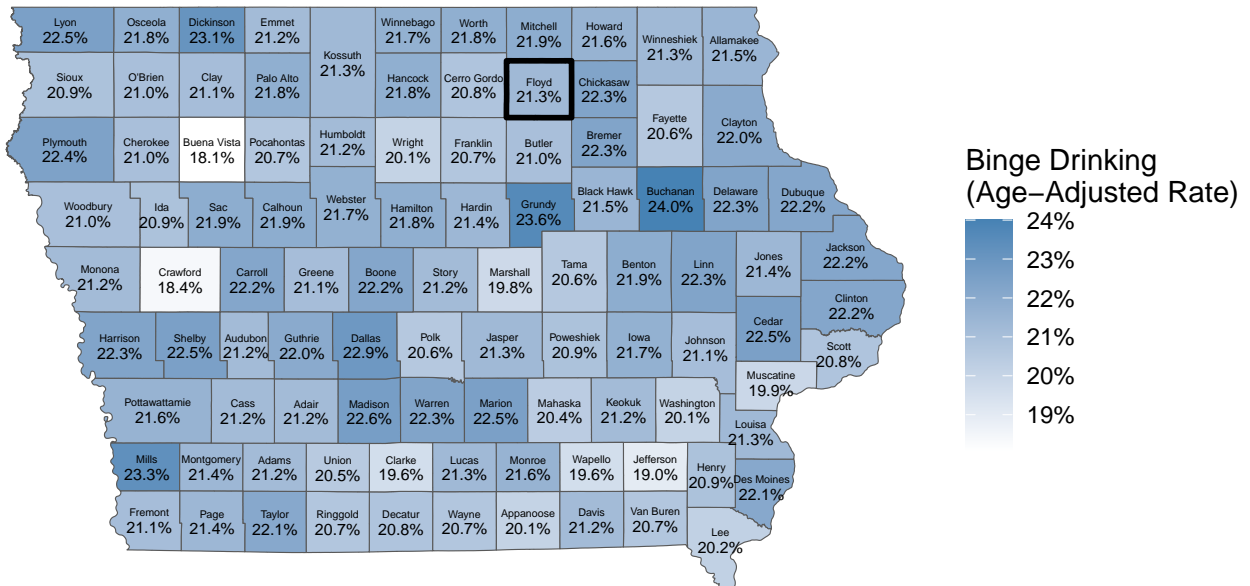 Lyon
22.5%
Osceola
21.8%
Dickinson
23.1%
Emmet
21.2%
Winnebago
21.7%
Worth
21.8%
Mitchell
21.9%
Howard
21.6%
Winneshiek
21.3%
Allamakee
21.5%
Kossuth
21.3%
Sioux
20.9%
O'Brien
21.0%
Clay
21.1%
Palo Alto
21.8%
Hancock
21.8%
Cerro Gordo
20.8%
Floyd
21.3%
Chickasaw
22.3%
Fayette
20.6%
Clayton
22.0%
Plymouth
22.4%
Cherokee
21.0%
Buena Vista
18.1%
Pocahontas
20.7%
Humboldt
21.2%
Wright
20.1%
Franklin
20.7%
Butler
21.0%
Bremer
22.3%
Woodbury
21.0%
Ida
20.9%
Sac
21.9%
Calhoun
21.9%
Webster
21.7%
Hamilton
21.8%
Hardin
21.4%
Grundy
23.6%
Black Hawk
21.5%
Buchanan
24.0%
Delaware
22.3%
Dubuque
22.2%
Monona
21.2%
Crawford
18.4%
Carroll
22.2%
Greene
21.1%
Boone
22.2%
Story
21.2%
Marshall
19.8%
Tama
20.6%
Benton
21.9%
Linn
22.3%
Jones
21.4%
Jackson
22.2%
Clinton
22.2%
Harrison
22.3%
Shelby
22.5%
Audubon
21.2%
Guthrie
22.0%
Dallas
22.9%
Polk
20.6%
Jasper
21.3%
Poweshiek
20.9%
Iowa
21.7%
Johnson
21.1%
Cedar
22.5%
Scott
20.8%
Muscatine
19.9%
Pottawattamie
21.6%
Cass
21.2%
Adair
21.2%
Madison
22.6%
Warren
22.3%
Marion
22.5%
Mahaska
20.4%
Keokuk
21.2%
Washington
20.1%
Louisa
21.3%
Mills
23.3%
Montgomery
21.4%
Adams
21.2%
Union
20.5%
Clarke
19.6%
Lucas
21.3%
Monroe
21.6%
Wapello
19.6%
Jefferson
19.0%
Henry
20.9%
Des Moines
22.1%
Fremont
21.1%
Page
21.4%
Taylor
22.1%
Ringgold
20.7%
Decatur
20.8%
Wayne
20.7%
Appanoose
20.1%
Davis
21.2%
Van Buren
20.7%
Lee
20.2%
Binge Drinking
(Age−Adjusted Rate)
24%
23%
22%
21%
20%
19%